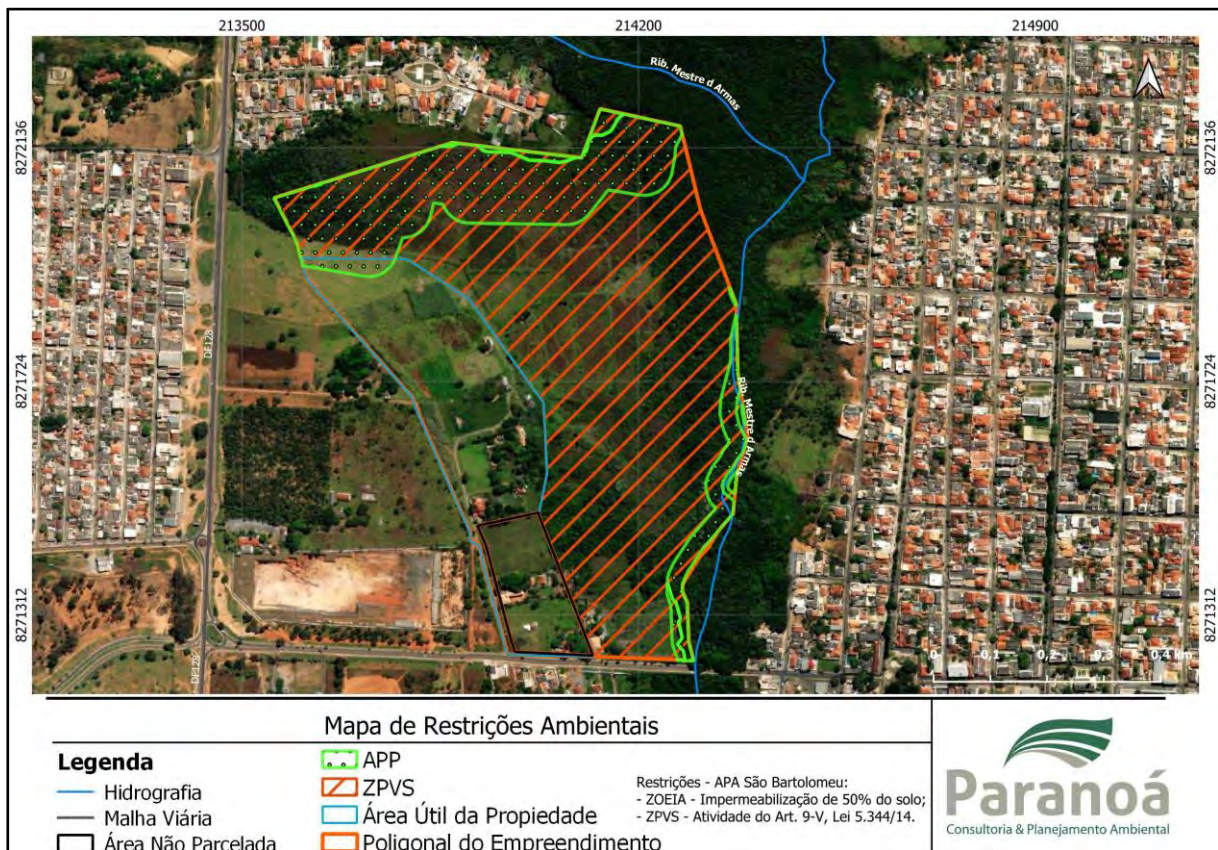 213500 214200 214900
Rib. Mestre d Armas
8272136 8272136
DF128
8271724 8271724
Rib. Mestre d Armas
8271312 8271312
DF128
0 0,1 0,2 0,3 0,4 km
Mapa de Restrições Ambientais
Legenda
Hidrografia
Malha Viária
Área Não Parcelada
APP
ZPVS
Área Útil da Propiedade
Poligonal do Empreendimento
Restrições - APA São Bartolomeu:
- ZOEIA - Impermeabilização de 50% do solo;
- ZPVS - Atividade do Art. 9-V, Lei 5.344/14.
Paranoá
Consultoria & Planejamento Ambiental